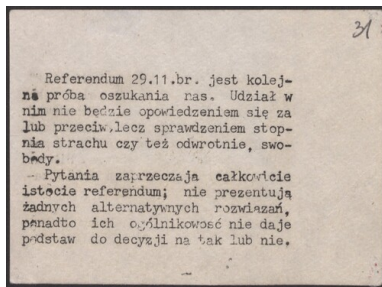 31
Referendum 29.11.br. jest kolej-
na próba oszukania nas. Udział w
nim nie będzie opowiedzeniem się za
lub przeciw,lecz sprawdzeniem stop-
nia strachu czy też odwrotnie, swo-
body.
Pytania zaprzeczają całkowicie
istocie referendum; nie prezentują
żadnych alternatywnych rozwiązań,
ponadto ich ogólnikowość nie daje
podstaw do decyzji na tak lub nie.